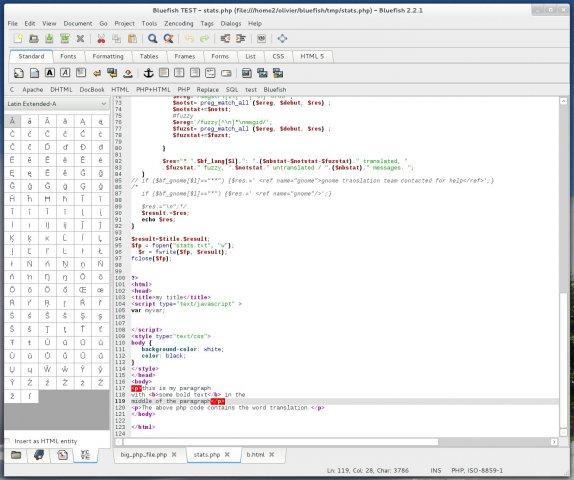 Bluefish TEST - stats.php (file:///home2/olivier/bluefish/tmp/stats.php) - Bluefish 2.2.1
File Edit View Document Go Project Tools Zencoding Tags Dialogs Help
Standard Fonts Formatting Tables Frames Forms List CSS HTML 5
C Apache DHTML DocBook HTML PHP+HTML PHP Replace SQL test Bluefish
Latin Extended-A
73 $notst= preg_match_all ($ereg, $debut, $res) ;
74 $notstat+=$notst;
75 #fuzzy
76 $ereg='/fuzzy[^\n]*\nmsgid/';
77 $fuzst= preg_match_all ($ereg, $debut, $res) ;
78 $fuzstat+=$fuzst;
79
80 }
81
82 $res="* ".$bf_lang[$l].": ".($nbstat-$notstat-$fuzstat)." translated, "
83 .$fuzstat." fuzzy, ".$notstat." untranslated / ".($nbstat)." messages. ";
84 }
85 // if ($bf_gnome[$l]=="*") {$res.=' <ref name="gnome">gnome traslation team contacted for help</ref>';}
86 /*
87 if ($bf_gnome[$l]=="*") {$res.=' <ref name="gnome"/>';}
88
89 $res.="\n";*/
90 $result.=$res;
91 echo $res;
92 }
93
94 $result=$title.$result;
95 $fp = fopen("stats.txt", "w");
96 $r = fwrite($fp, $result);
97 fclose($fp);
98
99
100 ?>
101 <html>
102 <head>
103 <title>my title</title>
104 <script type="text/javascript" >
105 var myvar;
106
107
108 </script>
109 <style type="text/css">
110 body {
111 background-color: white;
112 color: black;
113 }
114 </style>
115 </head>
116 <body>
117 <p>this is my paragraph
118 with <b>some bold text</b> in the
119 middle of the paragraph</p>
120 <p>The above php code contains the word translation </p>
121 </body>
122
123 </html>
124
Insert as HTML entity
big_php_file.php stats.php b.html
Ln: 119, Col: 28, Char: 3786 INS PHP, ISO-8859-1